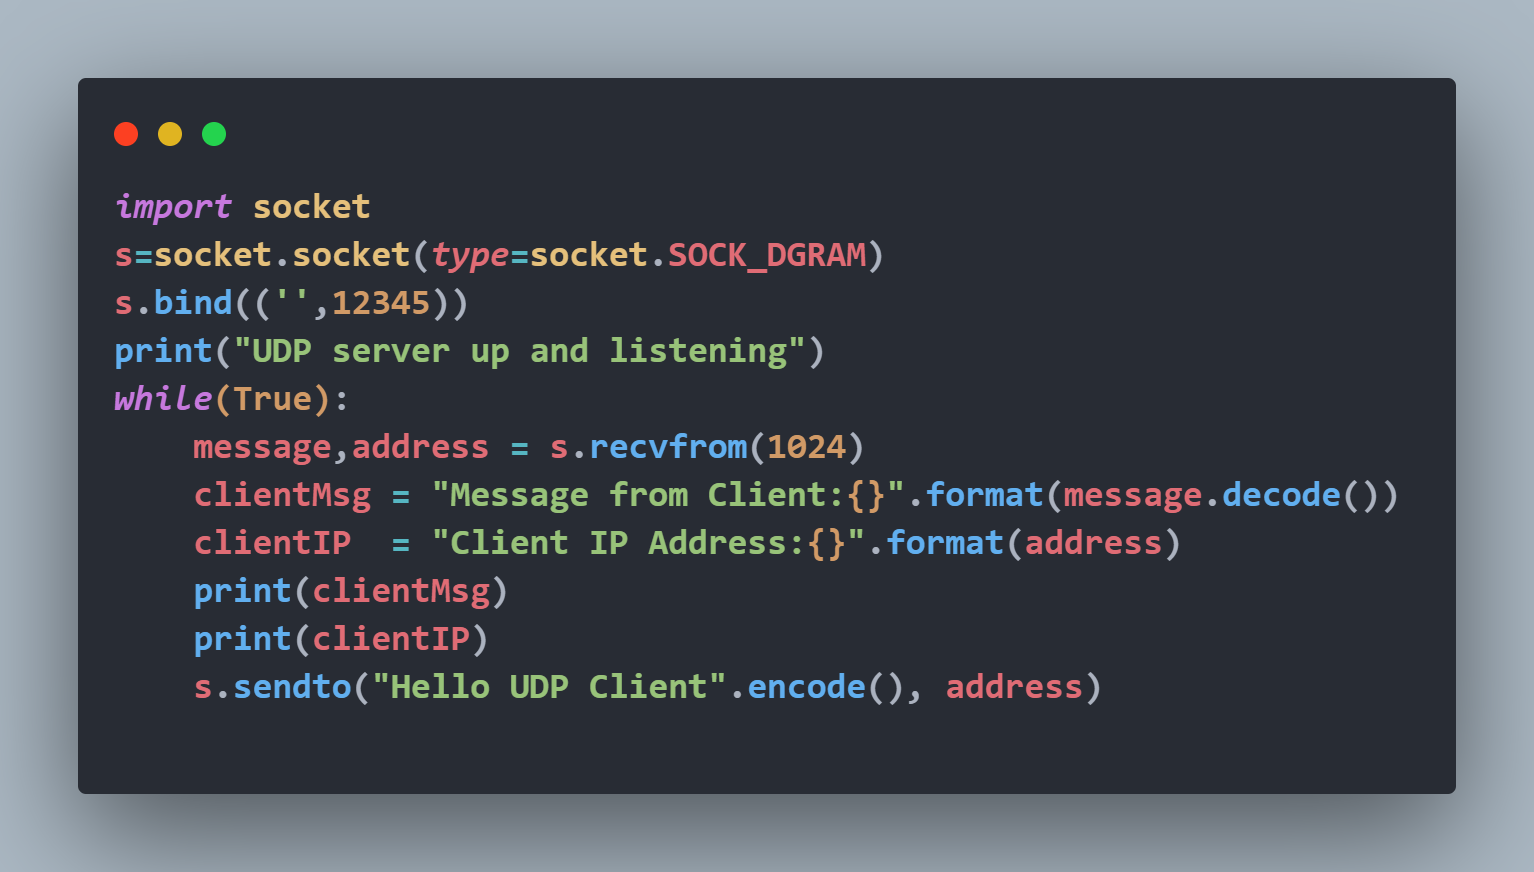 import socket
s=socket.socket(type=socket.SOCK_DGRAM)
s.bind(('',12345))
print("UDP server up and listening")
while(True):
    message,address = s.recvfrom(1024)
    clientMsg = "Message from Client:{}".format(message.decode())
    clientIP  = "Client IP Address:{}".format(address)
    print(clientMsg)
    print(clientIP)
    s.sendto("Hello UDP Client".encode(), address)